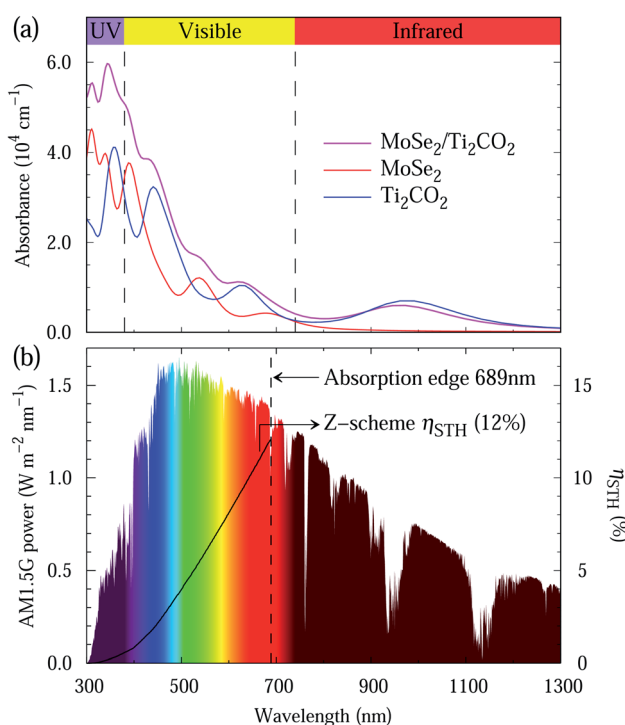 (a)
UV Visible Infrared
6.0
4.0
2.0
0.0
Absorbance (10⁴ cm⁻¹)
MoSe₂/Ti₂CO₂
MoSe₂
Ti₂CO₂
(b)
1.5
1.0
0.5
0.0
AM1.5G power (W m⁻² nm⁻¹)
Absorption edge 689nm
Z−scheme ηSTH (12%)
15
10
5
0
ηSTH (%)
300 500 700 900 1100 1300
Wavelength (nm)